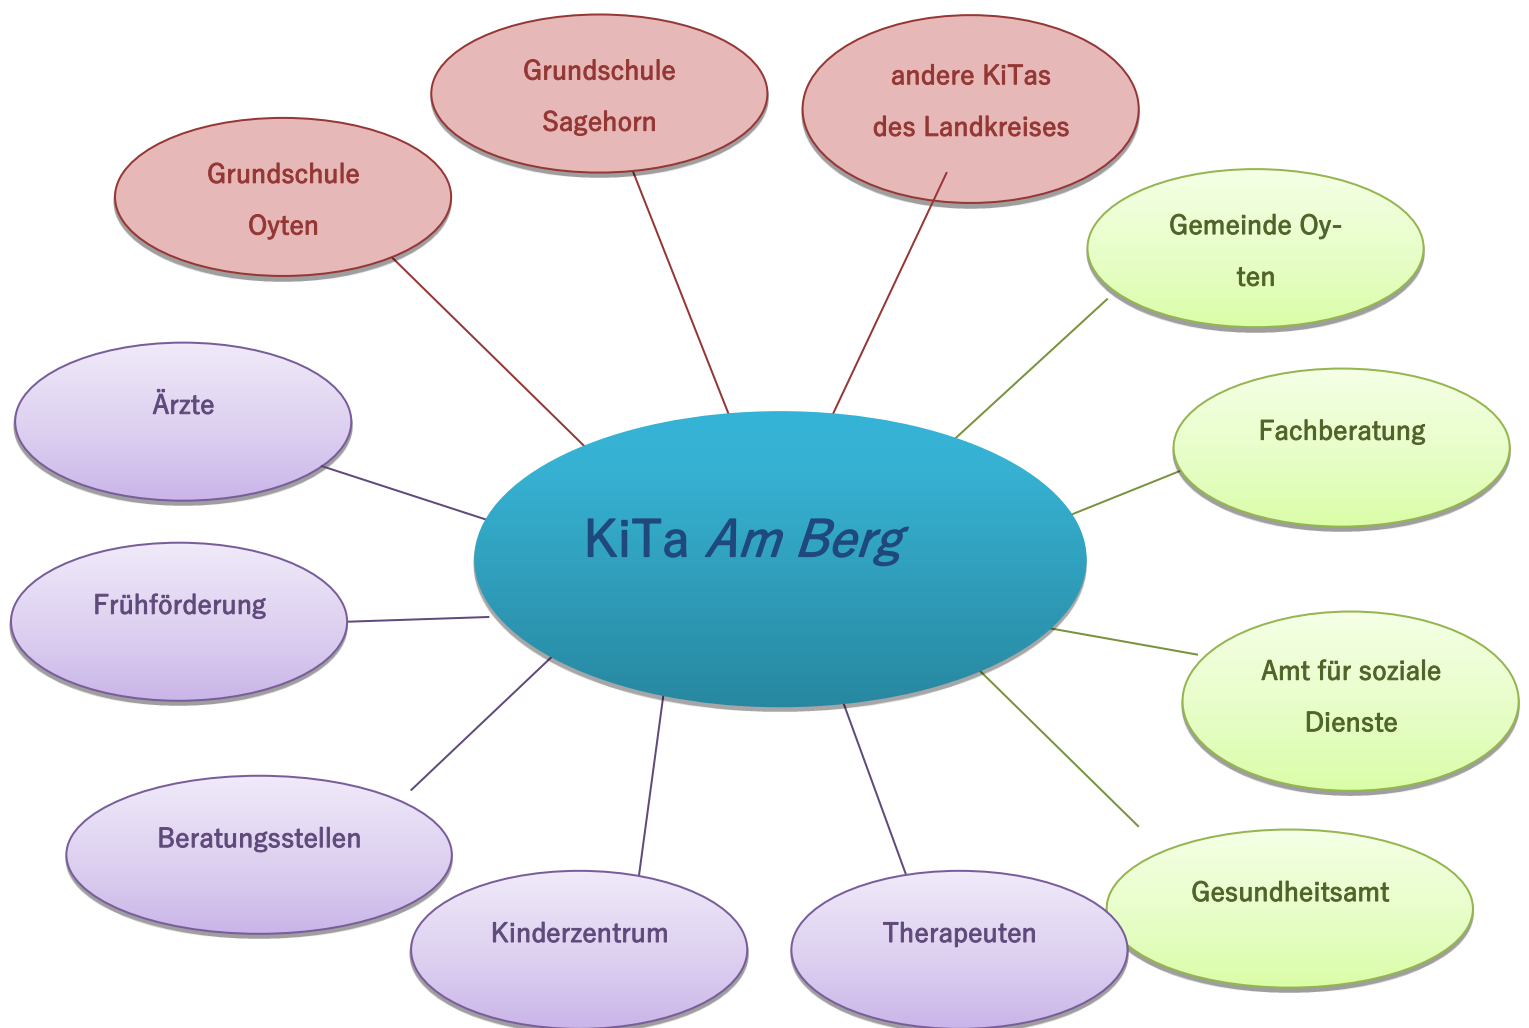 Grundschule
Sagehorn
andere KiTas
des Landkreises
Grundschule
Oyten
Gemeinde Oy-
ten
Ärzte
Fachberatung
KiTa Am Berg
Frühförderung
Amt für soziale
Dienste
Beratungsstellen
Gesundheitsamt
Kinderzentrum
Therapeuten